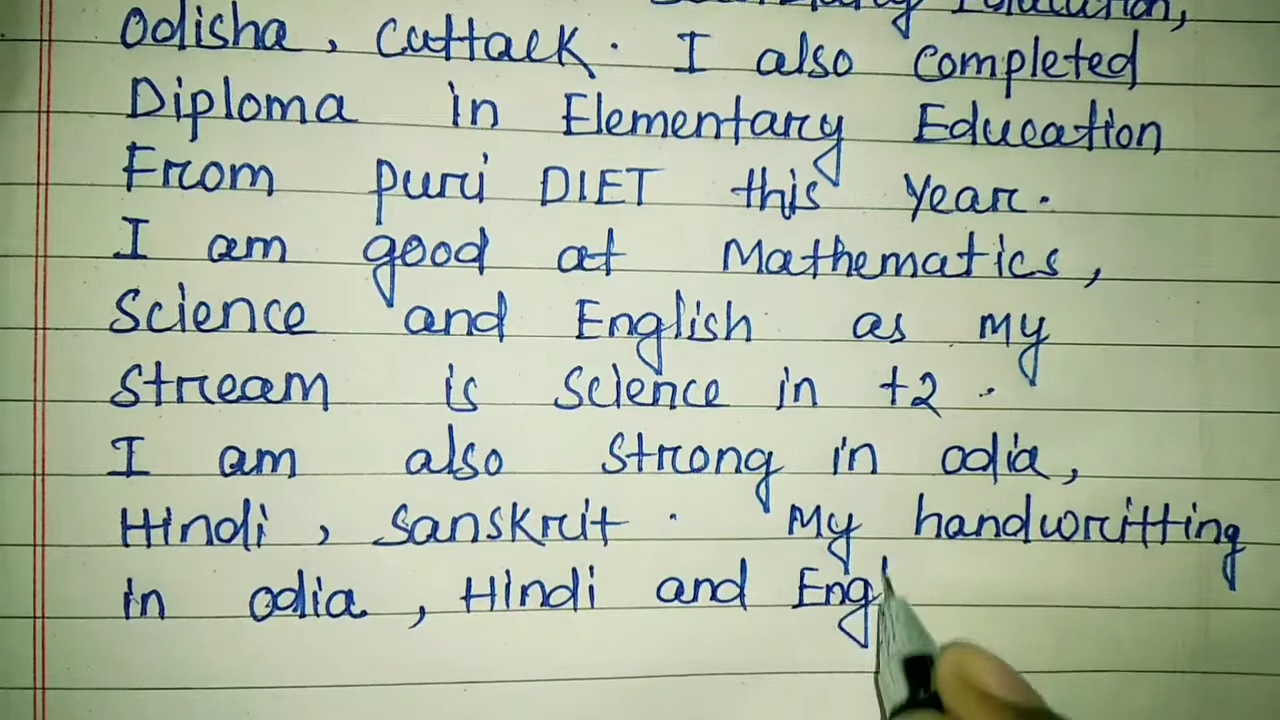 Odisha, Cuttack. I also completed
Diploma in Elementary Education
From puri DIET this year.
I am good at Mathematics,
Science and English as my
stream is science in +2.
I am also strong in odia,
Hindi, Sanskrit. My handwritting
in odia, Hindi and Eng